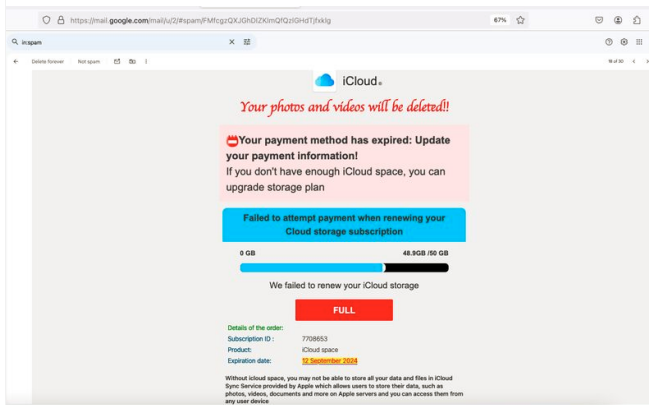 https://mail.google.com/mail/u/2/#spam/FMfcgzQXJGhDlZKlmQfQziGHdTjfxklg
67%
in:spam
Delete forever Not spam
18 of 30
iCloud
Your photos and videos will be deleted!!
Your payment method has expired: Update
your payment information!
If you don't have enough iCloud space, you can
upgrade storage plan
Failed to attempt payment when renewing your
Cloud storage subscription
0 GB 48.9GB /50 GB
We failed to renew your iCloud storage
FULL
Details of the order:
Subscription ID : 7708653
Product: iCloud space
Expiration date: 12 September 2024
Without icloud space, you may not be able to store all your data and files in iCloud
Sync Service provided by Apple which allows users to store their data, such as
photos, videos, documents and more on Apple servers and you can access them from
any user device